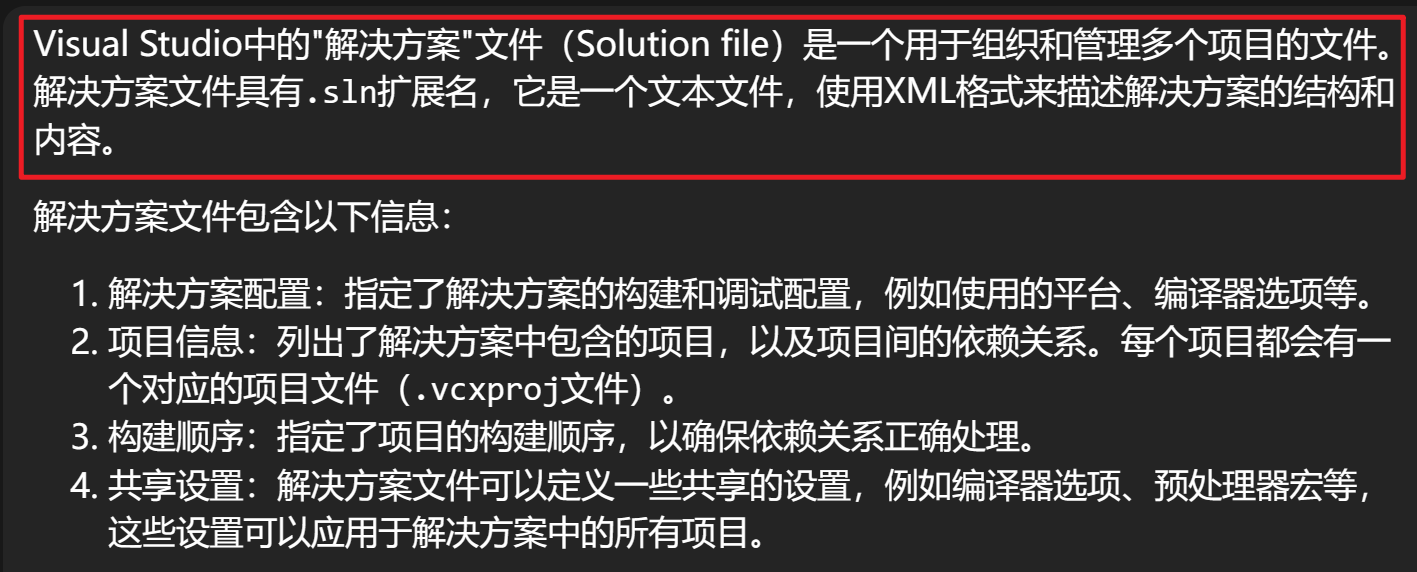 Visual Studio中的"解决方案"文件（Solution file）是一个用于组织和管理多个项目的文件。
解决方案文件具有.sln扩展名，它是一个文本文件，使用XML格式来描述解决方案的结构和
内容。
解决方案文件包含以下信息：
1. 解决方案配置：指定了解决方案的构建和调试配置，例如使用的平台、编译器选项等。
2. 项目信息：列出了解决方案中包含的项目，以及项目间的依赖关系。每个项目都会有一
个对应的项目文件（.vcxproj文件）。
3. 构建顺序：指定了项目的构建顺序，以确保依赖关系正确处理。
4. 共享设置：解决方案文件可以定义一些共享的设置，例如编译器选项、预处理器宏等，
这些设置可以应用于解决方案中的所有项目。